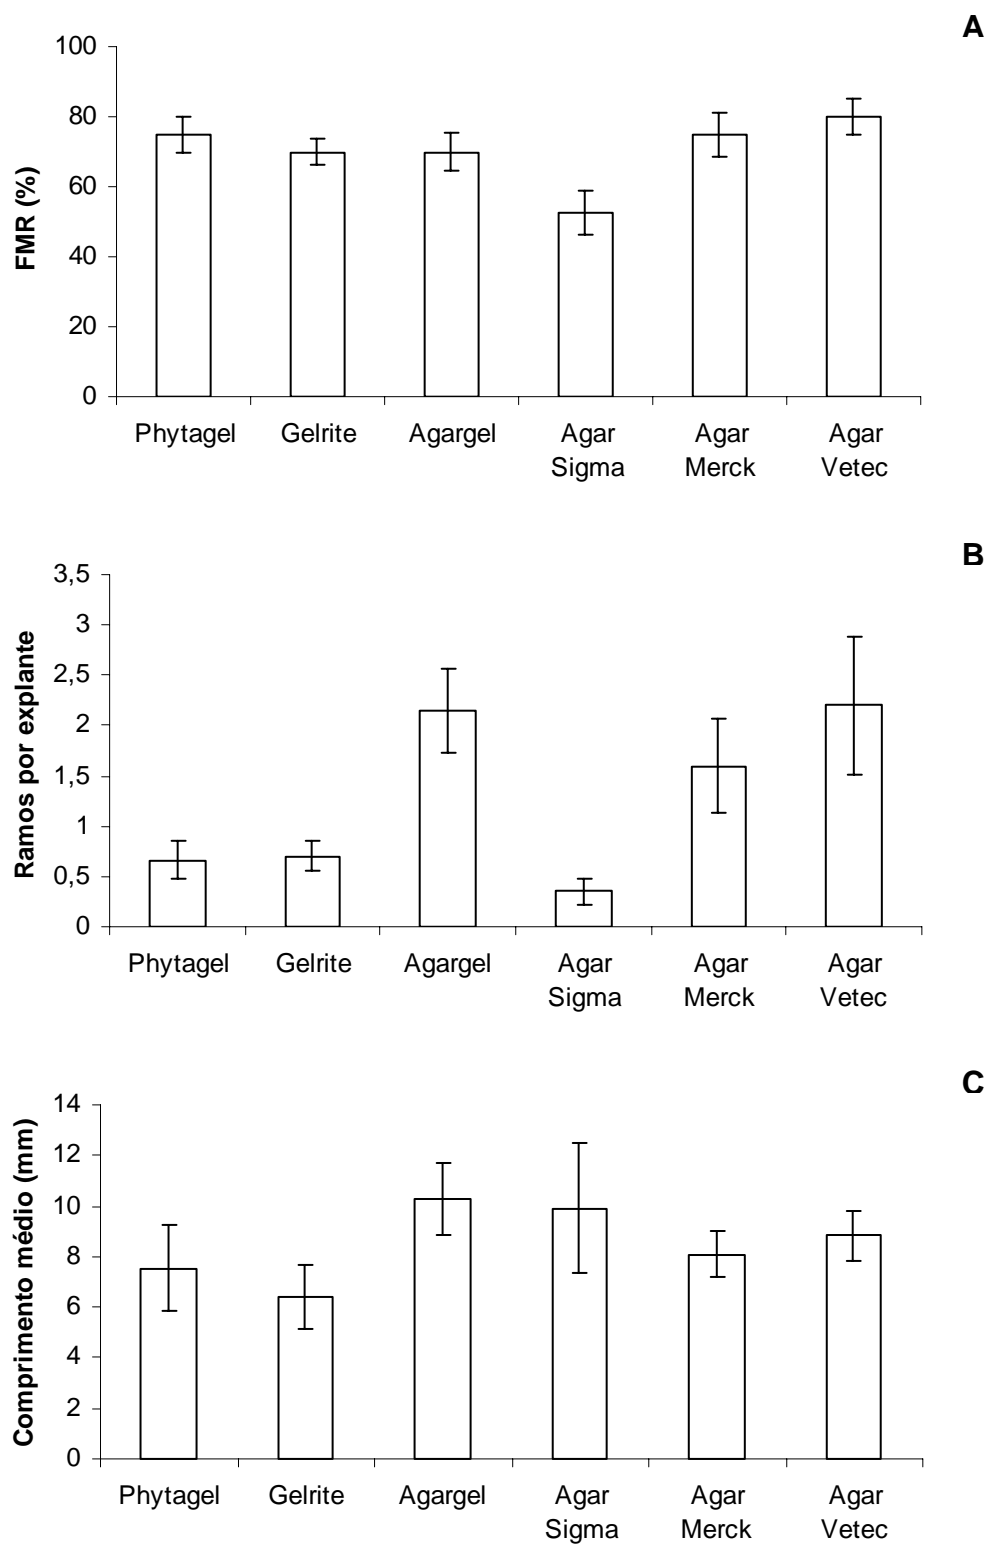 A
100
80
60
40
20
0
FMR (%)
Phytagel Gelrite Agargel Agar Agar Agar
Sigma Merck Vetec
B
3,5
3
2,5
2
1,5
1
0,5
0
Ramos por explante
Phytagel Gelrite Agargel Agar Agar Agar
Sigma Merck Vetec
C
14
12
10
8
6
4
2
0
Comprimento médio (mm)
Phytagel Gelrite Agargel Agar Agar Agar
Sigma Merck Vetec